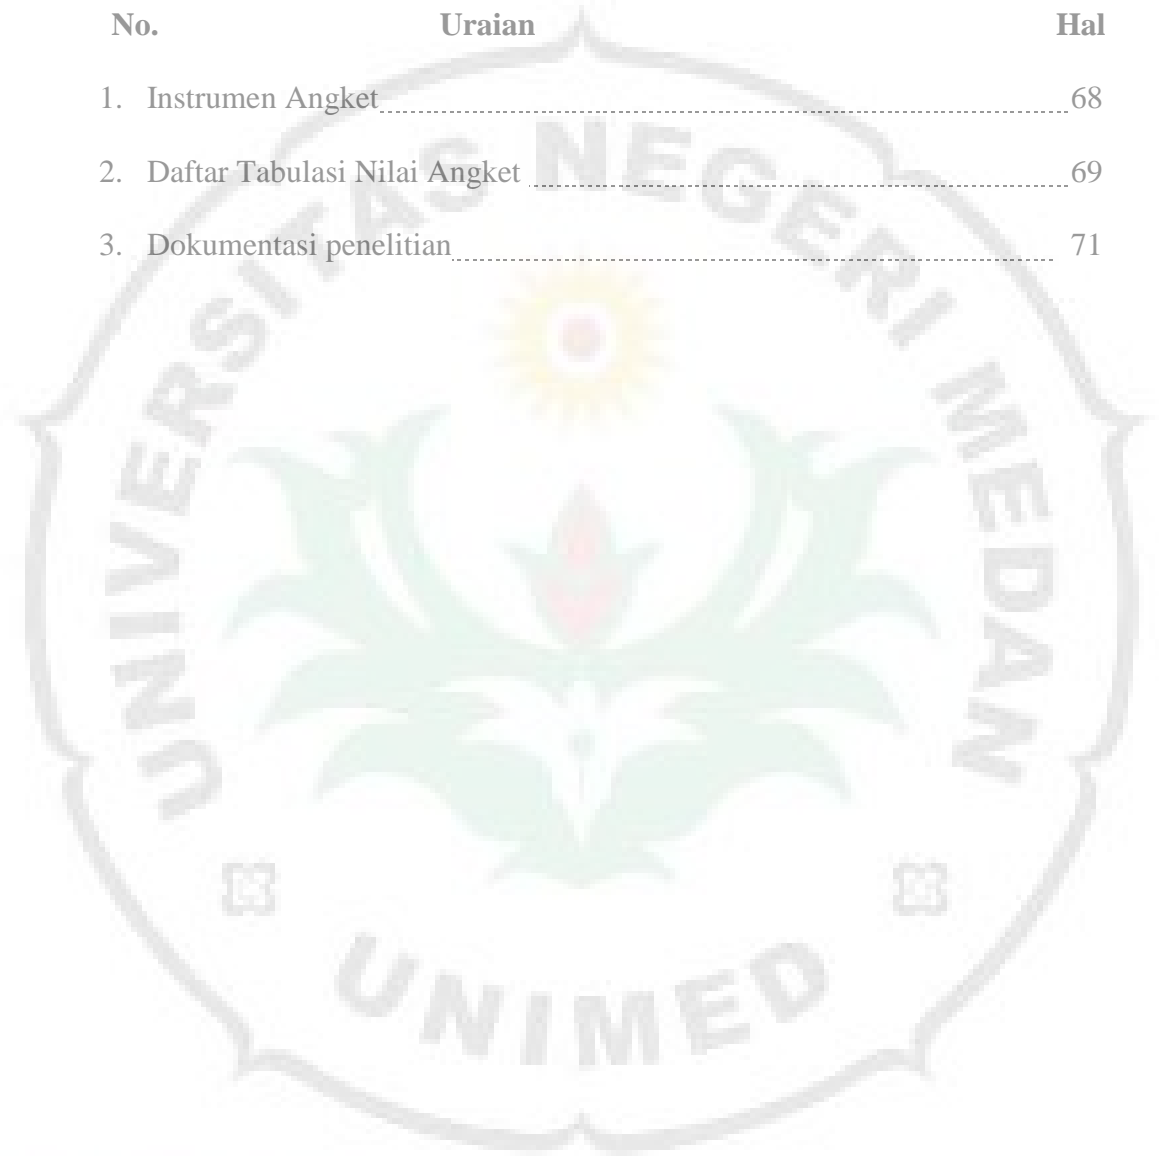 No. Uraian Hal
1. Instrumen Angket 68
2. Daftar Tabulasi Nilai Angket 69
3. Dokumentasi penelitian 71
UNIVERSITAS NEGERI MEDAN
UNIMED